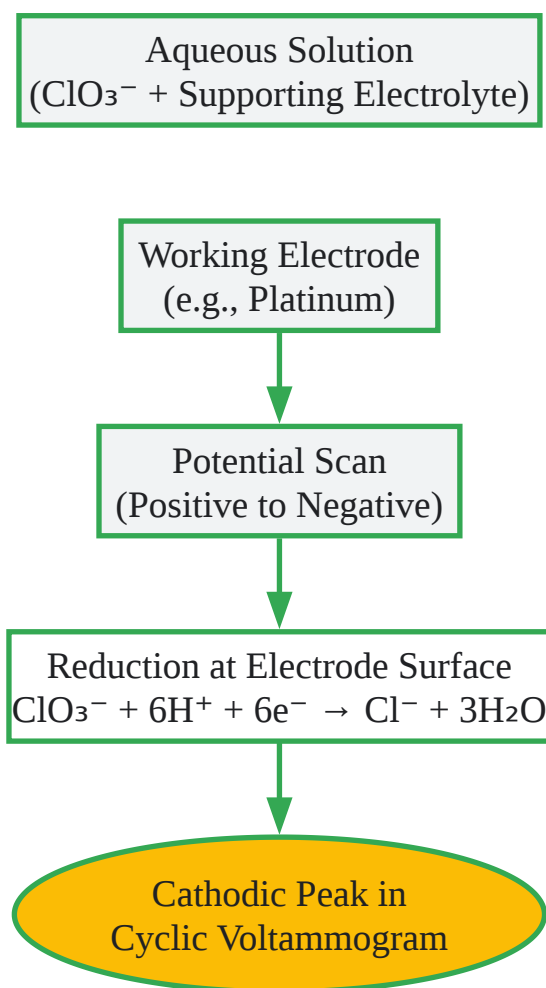 Aqueous Solution
(ClO₃⁻ + Supporting Electrolyte)
Working Electrode
(e.g., Platinum)
Potential Scan
(Positive to Negative)
Reduction at Electrode Surface
ClO₃⁻ + 6H⁺ + 6e⁻ → Cl⁻ + 3H₂O
Cathodic Peak in
Cyclic Voltammogram